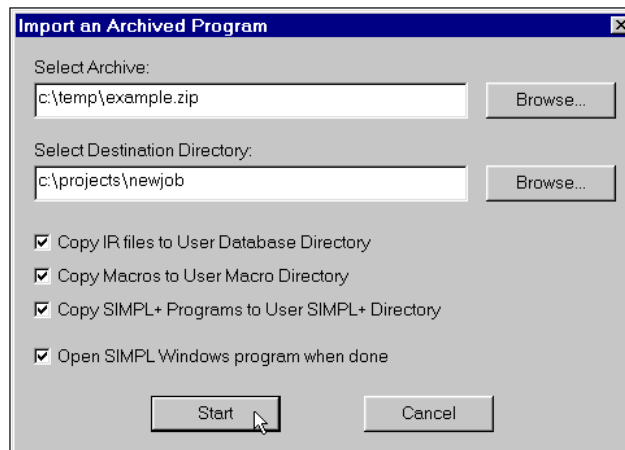 Import an Archived Program
Select Archive:
c:\temp\example.zip
Browse...
Select Destination Directory:
c:\projects\newjob
Browse...
Copy IR files to User Database Directory
Copy Macros to User Macro Directory
Copy SIMPL+ Programs to User SIMPL+ Directory
Open SIMPL Windows program when done
Start
Cancel